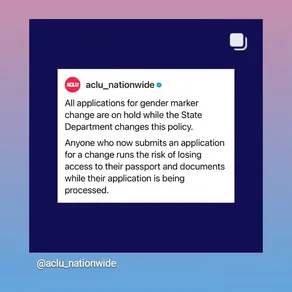 ACLU aclu_nationwide
All applications for gender marker
change are on hold while the State
Department changes this policy.
Anyone who now submits an application
for a change runs the risk of losing
access to their passport and documents
while their application is being
processed.
@aclu_nationwide